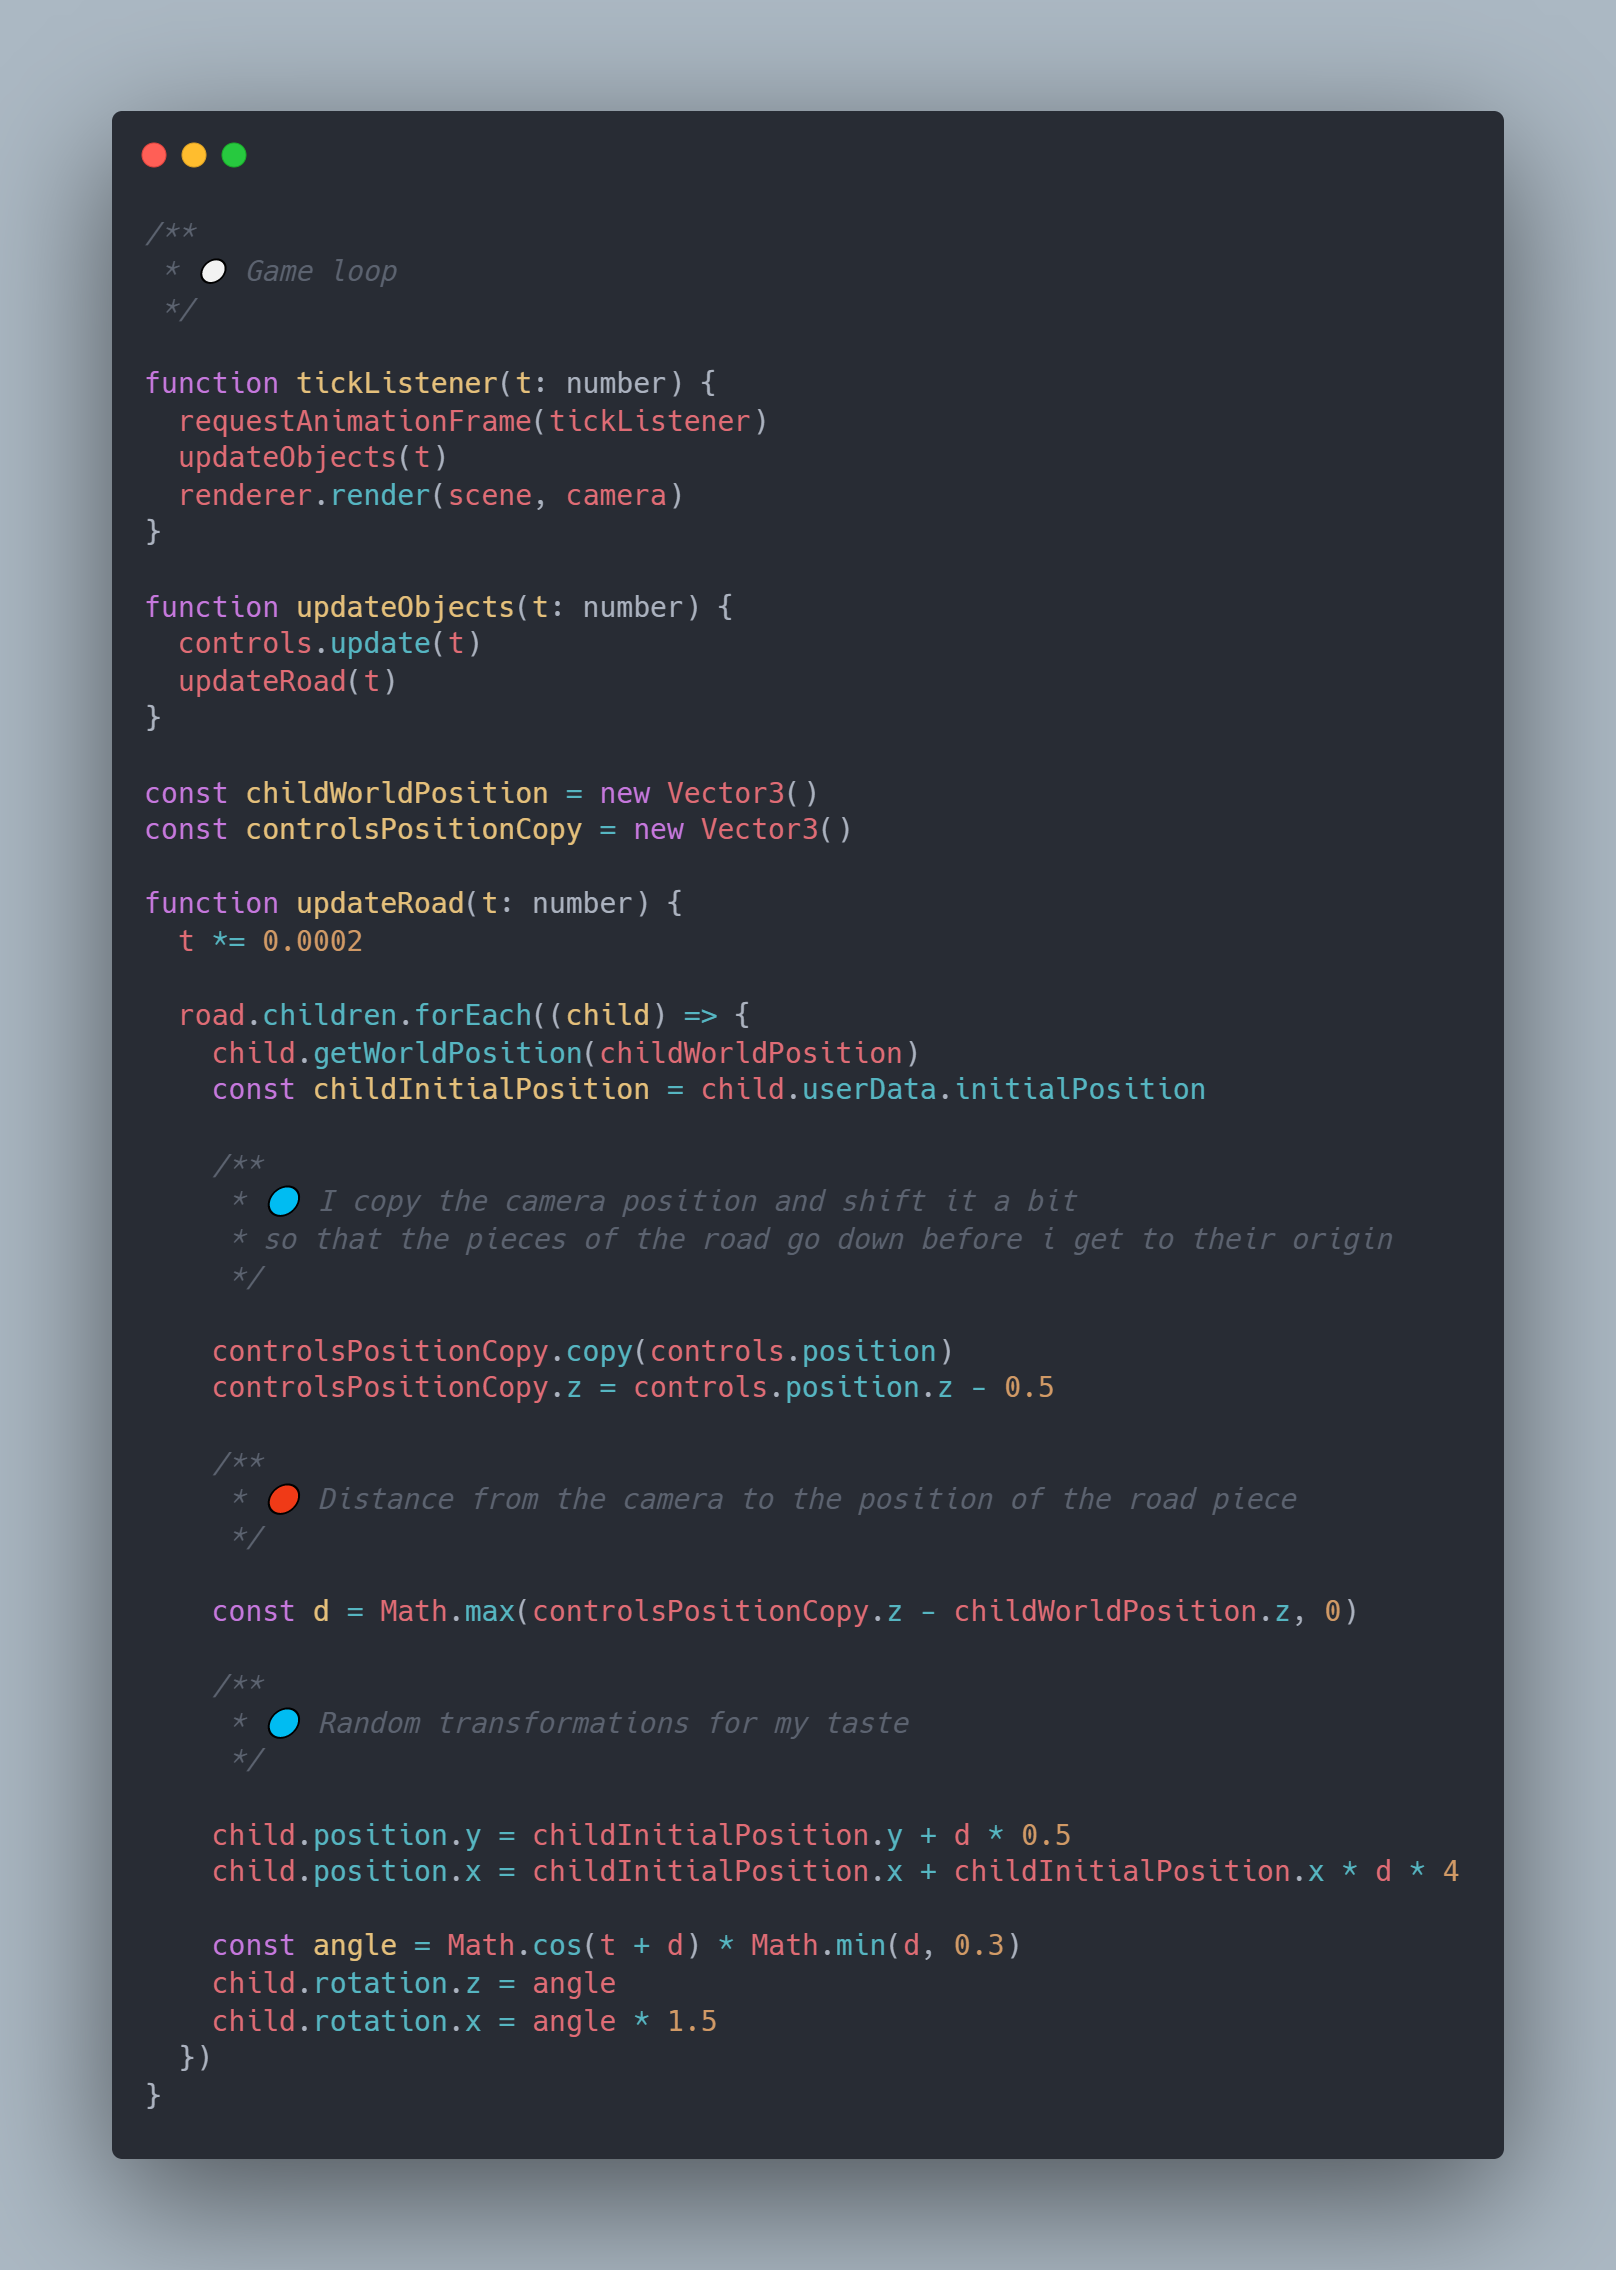 /**
 * ⚪ Game loop
 */

function tickListener(t: number) {
  requestAnimationFrame(tickListener)
  updateObjects(t)
  renderer.render(scene, camera)
}

function updateObjects(t: number) {
  controls.update(t)
  updateRoad(t)
}

const childWorldPosition = new Vector3()
const controlsPositionCopy = new Vector3()

function updateRoad(t: number) {
  t *= 0.0002

  road.children.forEach((child) => {
    child.getWorldPosition(childWorldPosition)
    const childInitialPosition = child.userData.initialPosition

    /**
     * 🔵 I copy the camera position and shift it a bit
     * so that the pieces of the road go down before i get to their origin
     */

    controlsPositionCopy.copy(controls.position)
    controlsPositionCopy.z = controls.position.z - 0.5

    /**
     * 🔴 Distance from the camera to the position of the road piece
     */

    const d = Math.max(controlsPositionCopy.z - childWorldPosition.z, 0)

    /**
     * 🔵 Random transformations for my taste
     */

    child.position.y = childInitialPosition.y + d * 0.5
    child.position.x = childInitialPosition.x + childInitialPosition.x * d * 4

    const angle = Math.cos(t + d) * Math.min(d, 0.3)
    child.rotation.z = angle
    child.rotation.x = angle * 1.5
  })
}